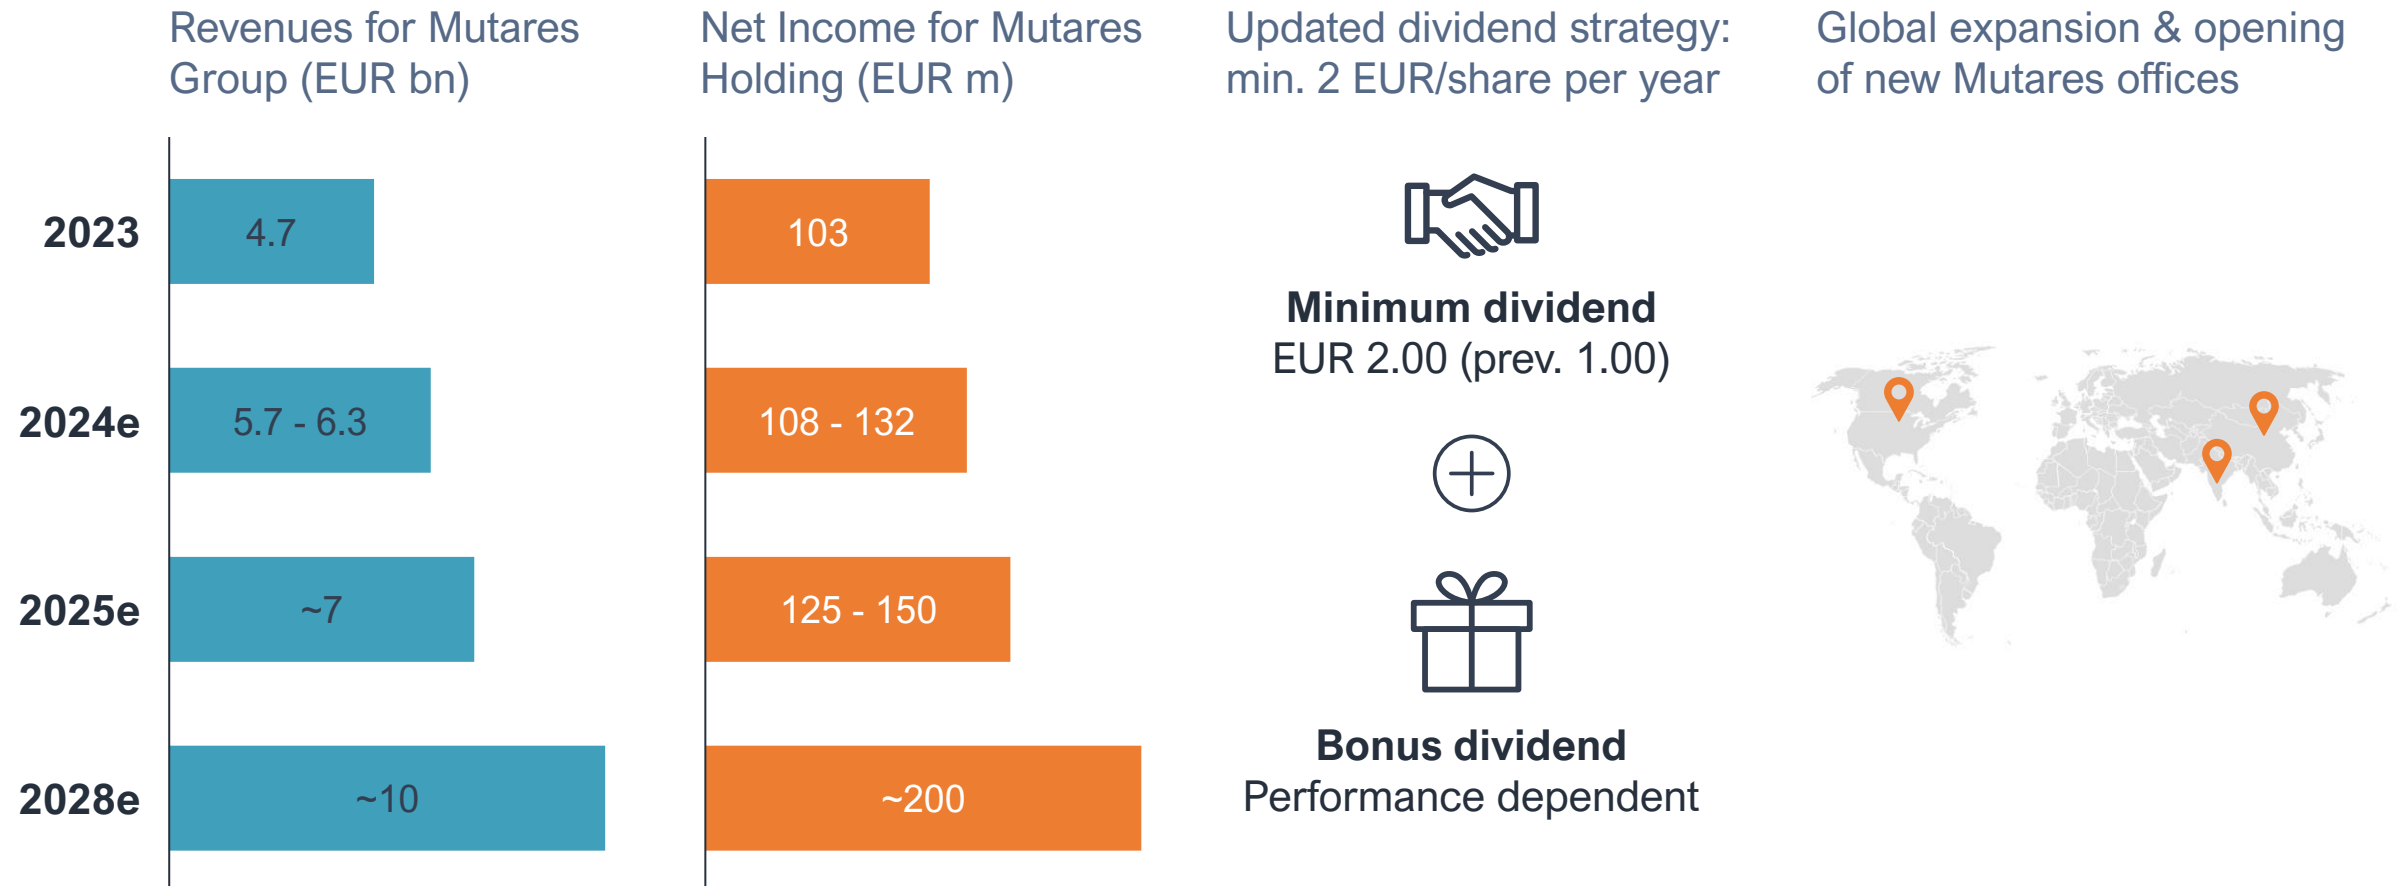 Revenues for Mutares
Group (EUR bn)
Net Income for Mutares
Holding (EUR m)
Updated dividend strategy:
min. 2 EUR/share per year
Global expansion & opening
of new Mutares offices
2023
4.7
103
2024e
5.7 - 6.3
108 - 132
2025e
~7
125 - 150
2028e
~10
~200
Minimum dividend
EUR 2.00 (prev. 1.00)
Bonus dividend
Performance dependent